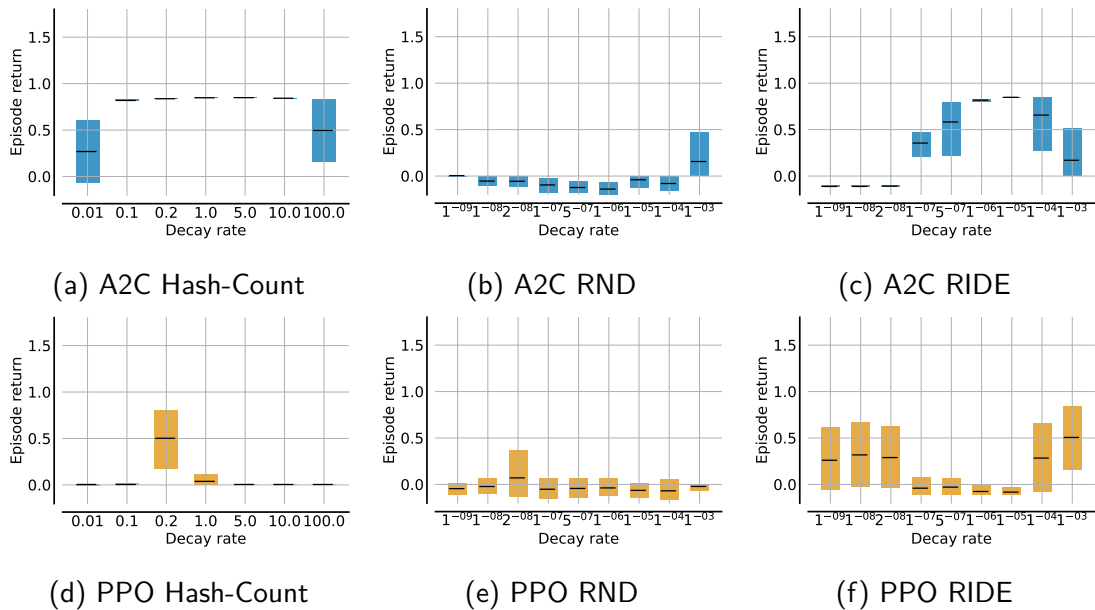 1.5
1.0
0.5
0.0
Episode return
0.01 0.1 0.2 1.0 5.0 10.0 100.0
Decay rate
(a) A2C Hash-Count
1.5
1.0
0.5
0.0
Episode return
1⁻⁰⁹ 1⁻⁰⁸ 2⁻⁰⁸ 1⁻⁰⁷ 5⁻⁰⁷ 1⁻⁰⁶ 1⁻⁰⁵ 1⁻⁰⁴ 1⁻⁰³
Decay rate
(b) A2C RND
1.5
1.0
0.5
0.0
Episode return
1⁻⁰⁹ 1⁻⁰⁸ 2⁻⁰⁸ 1⁻⁰⁷ 5⁻⁰⁷ 1⁻⁰⁶ 1⁻⁰⁵ 1⁻⁰⁴ 1⁻⁰³
Decay rate
(c) A2C RIDE
1.5
1.0
0.5
0.0
Episode return
0.01 0.1 0.2 1.0 5.0 10.0 100.0
Decay rate
(d) PPO Hash-Count
1.5
1.0
0.5
0.0
Episode return
1⁻⁰⁹ 1⁻⁰⁸ 2⁻⁰⁸ 1⁻⁰⁷ 5⁻⁰⁷ 1⁻⁰⁶ 1⁻⁰⁵ 1⁻⁰⁴ 1⁻⁰³
Decay rate
(e) PPO RND
1.5
1.0
0.5
0.0
Episode return
1⁻⁰⁹ 1⁻⁰⁸ 2⁻⁰⁸ 1⁻⁰⁷ 5⁻⁰⁷ 1⁻⁰⁶ 1⁻⁰⁵ 1⁻⁰⁴ 1⁻⁰³
Decay rate
(f) PPO RIDE